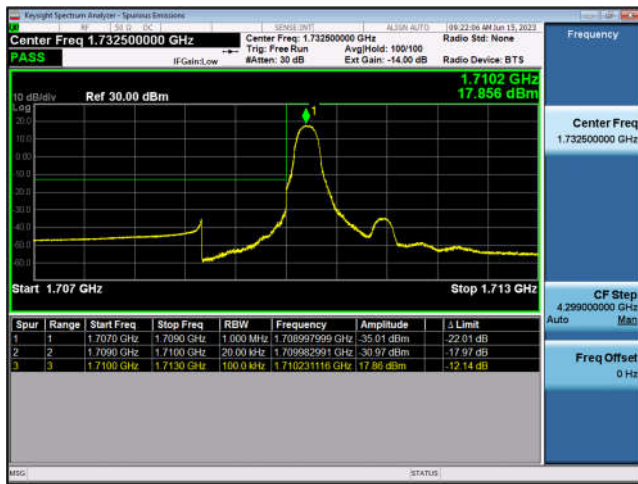 Keysight Spectrum Analyzer - Spurious Emissions
RF 50 Ω DC SENSE:INT ALIGN AUTO 09:22:06 AM Jun 15, 2023
Center Freq 1.732500000 GHz
PASS
IFGain:Low
Center Freq: 1.732500000 GHz
Trig: Free Run Avg|Hold: 100/100
#Atten: 30 dB Ext Gain: -14.00 dB
Radio Std: None
Radio Device: BTS
Frequency
1.7102 GHz
17.856 dBm
10 dB/div Ref 30.00 dBm
Log
20.0
10.0
0.00
-10.0
-20.0
-30.0
-40.0
-50.0
-60.0
1
Start 1.707 GHz Stop 1.713 GHz
Spur Range Start Freq Stop Freq RBW Frequency Amplitude Δ Limit
1 1 1.7070 GHz 1.7090 GHz 1.000 MHz 1.708997999 GHz -35.01 dBm -22.01 dB
2 2 1.7090 GHz 1.7100 GHz 20.00 kHz 1.709982991 GHz -30.97 dBm -17.97 dB
3 3 1.7100 GHz 1.7130 GHz 100.0 kHz 1.710231116 GHz 17.86 dBm -12.14 dB
Center Freq
1.732500000 GHz
CF Step
4.299000000 GHz
Auto Man
Freq Offset
0 Hz
MSG STATUS